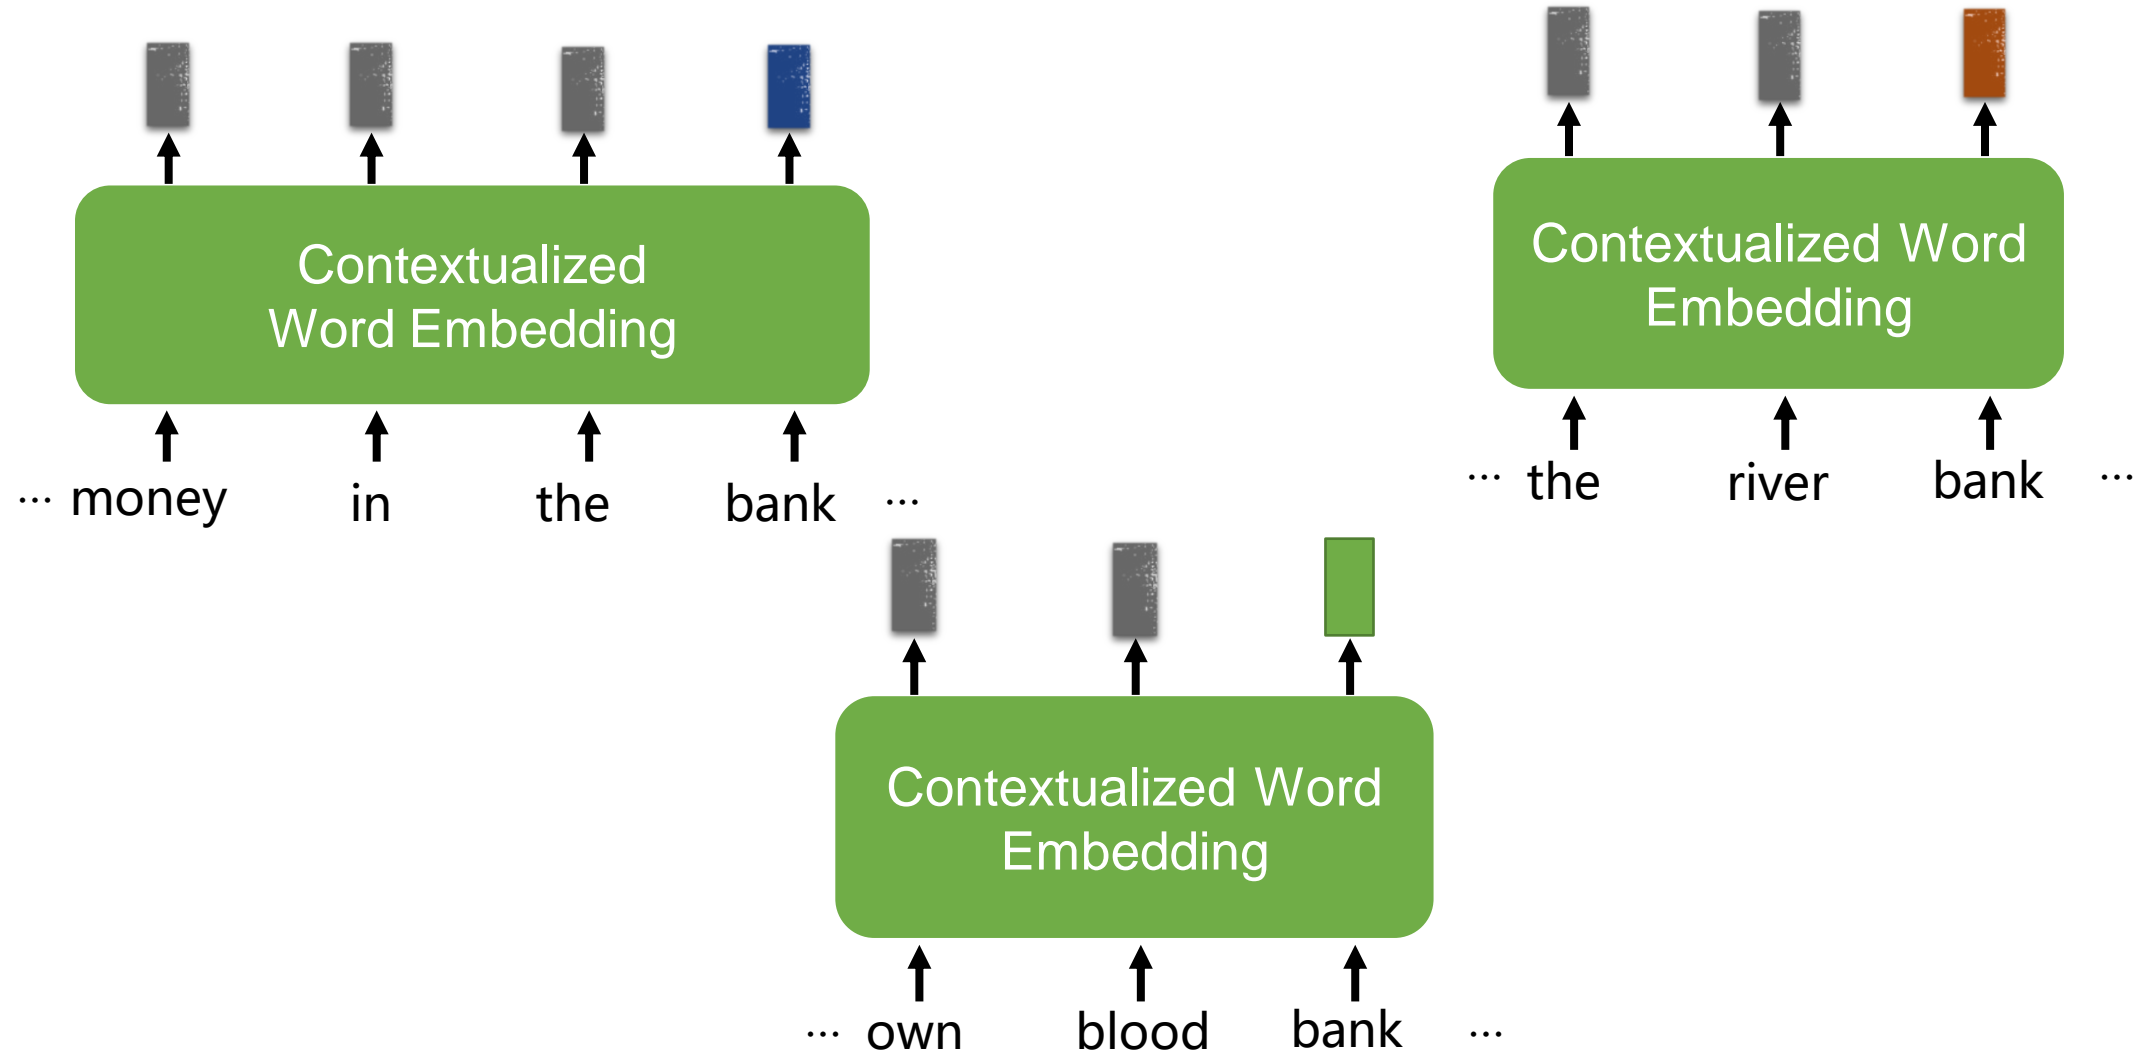 Contextualized
Word Embedding
… money in the bank …
Contextualized Word
Embedding
… the river bank …
Contextualized Word
Embedding
… own blood bank …